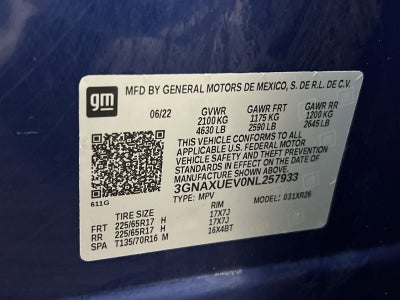 gm
MFD BY GENERAL MOTORS DE MEXICO, S. DE R.L. DE C.V.
06/22 GVWR GAWR FRT GAWR RR
2100 KG 1175 KG 1200 KG
4630 LB 2590 LB 2645 LB
THIS VEHICLE CONFORMS TO ALL APPLICABLE
U.S. FEDERAL MOTOR VEHICLE SAFETY
STANDARDS IN EFFECT ON THE DATE OF
MANUFACTURE SHOWN ABOVE.
3GNAXUEV0NL257933
611G TYPE: MPV MODEL: 031XR26
TIRE SIZE RIM
FRT 225/65R17 H 17X7J
RR 225/65R17 H 17X7J
SPA T135/70R16 M 16X4BT